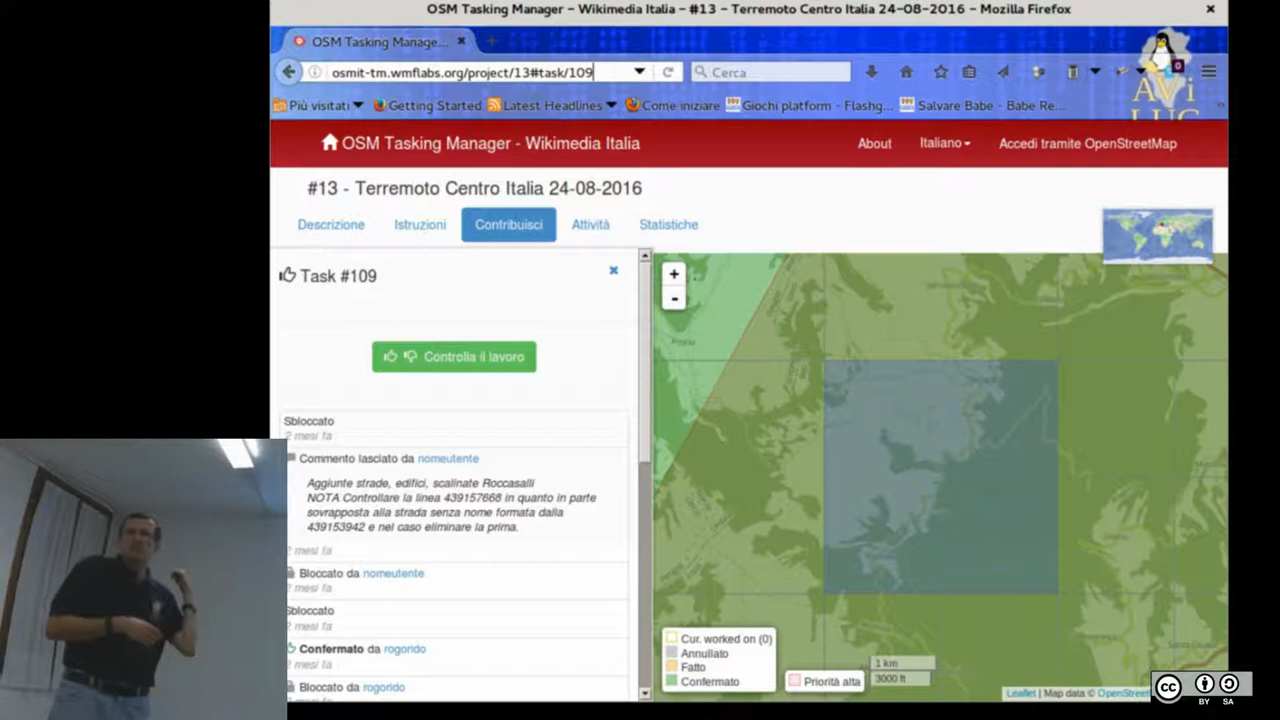 OSM Tasking Manager – Wikimedia Italia – #13 – Terremoto Centro Italia 24-08-2016 – Mozilla Firefox
OSM Tasking Manage...
osmit-tm.wmflabs.org/project/13#task/109
Cerca
Più visitati
Getting Started
Latest Headlines
Come iniziare
Giochi platform - Flashg...
Salvare Babe - Babe Re...
AVi
LUG
OSM Tasking Manager - Wikimedia Italia
About
Italiano
Accedi tramite OpenStreetMap
#13 - Terremoto Centro Italia 24-08-2016
Descrizione
Istruzioni
Contribuisci
Attività
Statistiche
Task #109
Controlla il lavoro
Sbloccato
2 mesi fa
Commento lasciato da nomeutente
Aggiunte strade, edifici, scalinate Roccasalli
NOTA Controllare la linea 439157668 in quanto in parte
sovrapposta alla strada senza nome formata dalla
439153942 e nel caso eliminare la prima.
2 mesi fa
Bloccato da nomeutente
2 mesi fa
Sbloccato
2 mesi fa
Confermato da rogorido
2 mesi fa
Bloccato da rogorido
+
-
Cur. worked on (0)
Annullato
Fatto
Confermato
Priorità alta
1 km
3000 ft
Leaflet | Map data © OpenStreet
cc
BY SA